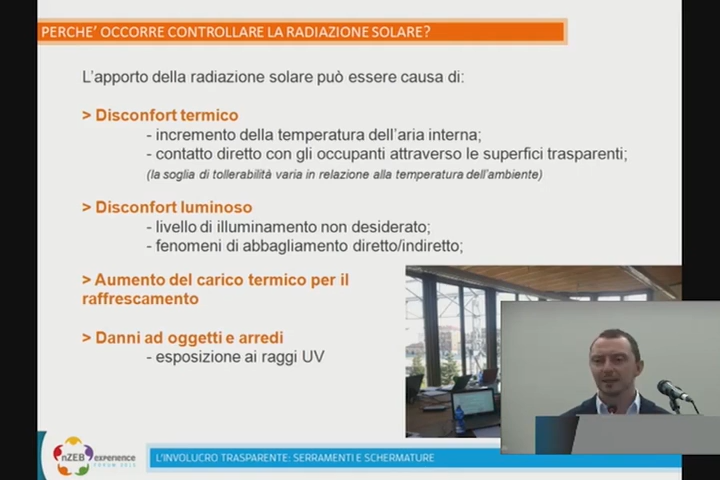 PERCHE' OCCORRE CONTROLLARE LA RADIAZIONE SOLARE?
L'apporto della radiazione solare può essere causa di:
> Disconfort termico
- incremento della temperatura dell'aria interna;
- contatto diretto con gli occupanti attraverso le superfici trasparenti;
(la soglia di tollerabilità varia in relazione alla temperatura dell'ambiente)
> Disconfort luminoso
- livello di illuminamento non desiderato;
- fenomeni di abbagliamento diretto/indiretto;
> Aumento del carico termico per il
raffrescamento
> Danni ad oggetti e arredi
- esposizione ai raggi UV
nZEB experience
L'INVOLUCRO TRASPARENTE: SERRAMENTI E SCHERMATURE